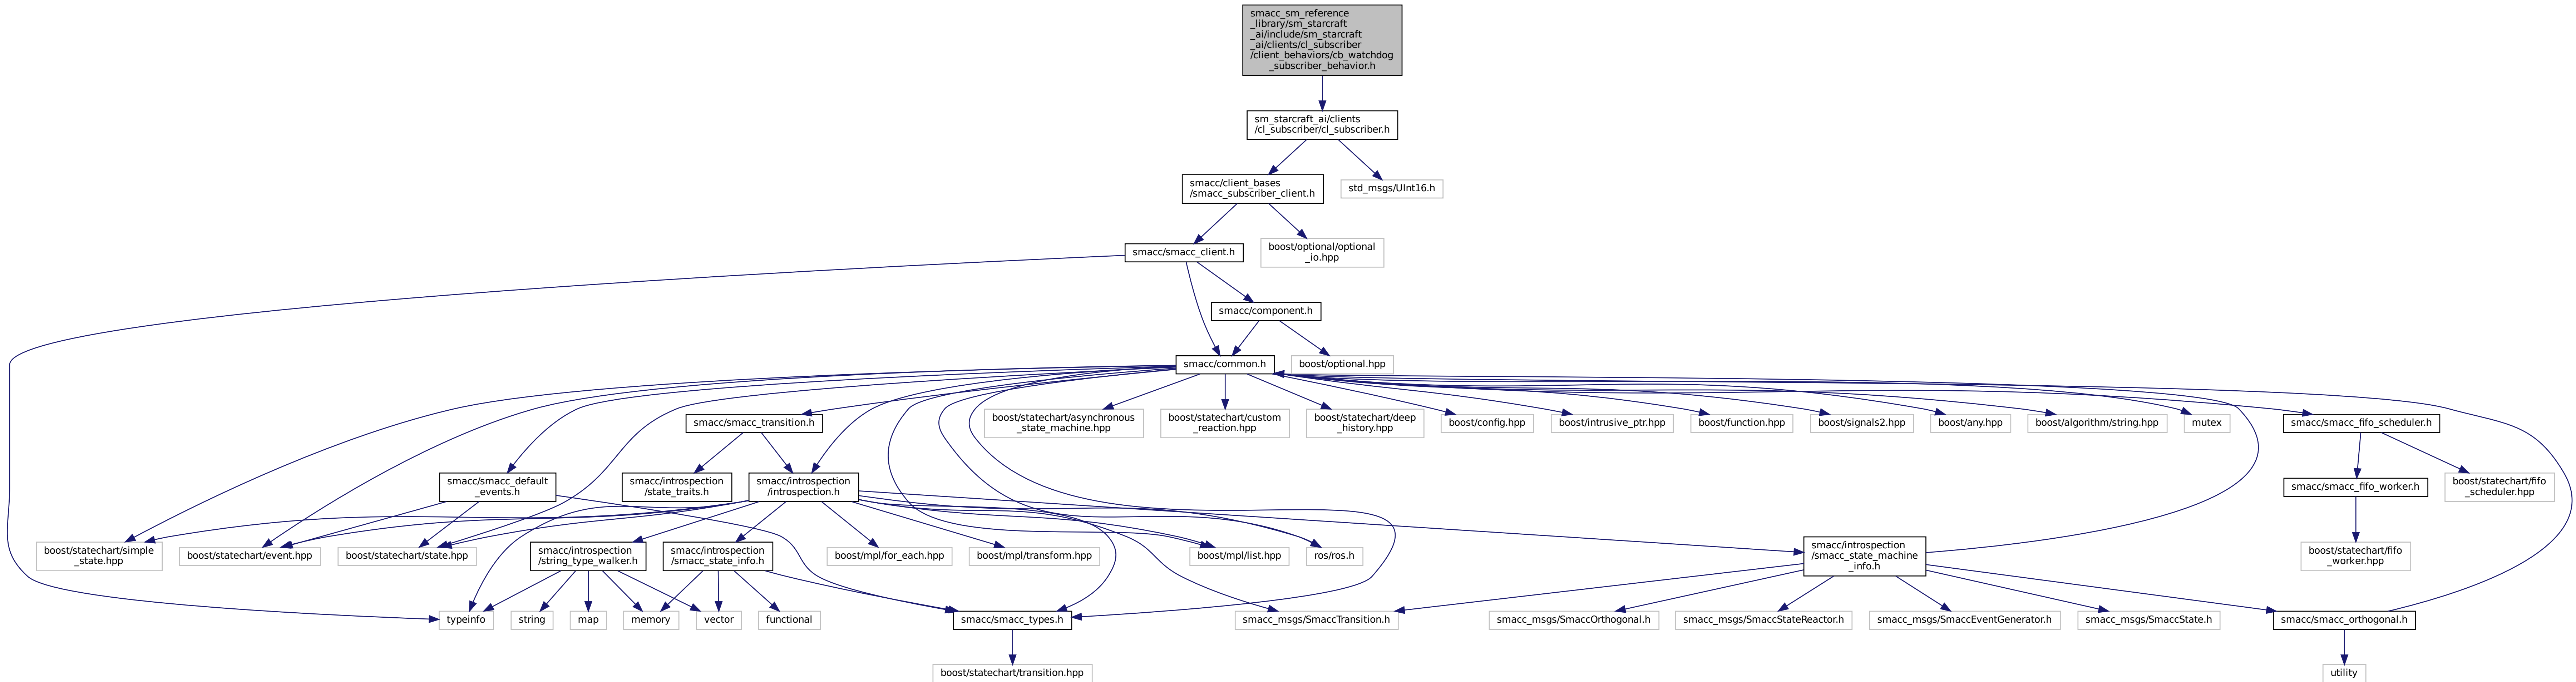 smacc_sm_reference
_library/sm_starcraft
_ai/include/sm_starcraft
_ai/clients/cl_subscriber
/client_behaviors/cb_watchdog
_subscriber_behavior.h
sm_starcraft_ai/clients
/cl_subscriber/cl_subscriber.h
smacc/client_bases
/smacc_subscriber_client.h
std_msgs/UInt16.h
smacc/smacc_client.h
boost/optional/optional
_io.hpp
smacc/component.h
smacc/common.h
boost/optional.hpp
smacc/smacc_transition.h
boost/statechart/asynchronous
_state_machine.hpp
boost/statechart/custom
_reaction.hpp
boost/statechart/deep
_history.hpp
boost/config.hpp
boost/intrusive_ptr.hpp
boost/function.hpp
boost/signals2.hpp
boost/any.hpp
boost/algorithm/string.hpp
mutex
smacc/smacc_fifo_scheduler.h
smacc/smacc_default
_events.h
smacc/introspection
/state_traits.h
smacc/introspection
/introspection.h
smacc/smacc_fifo_worker.h
boost/statechart/fifo
_scheduler.hpp
boost/statechart/simple
_state.hpp
boost/statechart/event.hpp
boost/statechart/state.hpp
smacc/introspection
/string_type_walker.h
smacc/introspection
/smacc_state_info.h
boost/mpl/for_each.hpp
boost/mpl/transform.hpp
boost/mpl/list.hpp
ros/ros.h
smacc/introspection
/smacc_state_machine
_info.h
boost/statechart/fifo
_worker.hpp
typeinfo
string
map
memory
vector
functional
smacc/smacc_types.h
smacc_msgs/SmaccTransition.h
smacc_msgs/SmaccOrthogonal.h
smacc_msgs/SmaccStateReactor.h
smacc_msgs/SmaccEventGenerator.h
smacc_msgs/SmaccState.h
smacc/smacc_orthogonal.h
boost/statechart/transition.hpp
utility